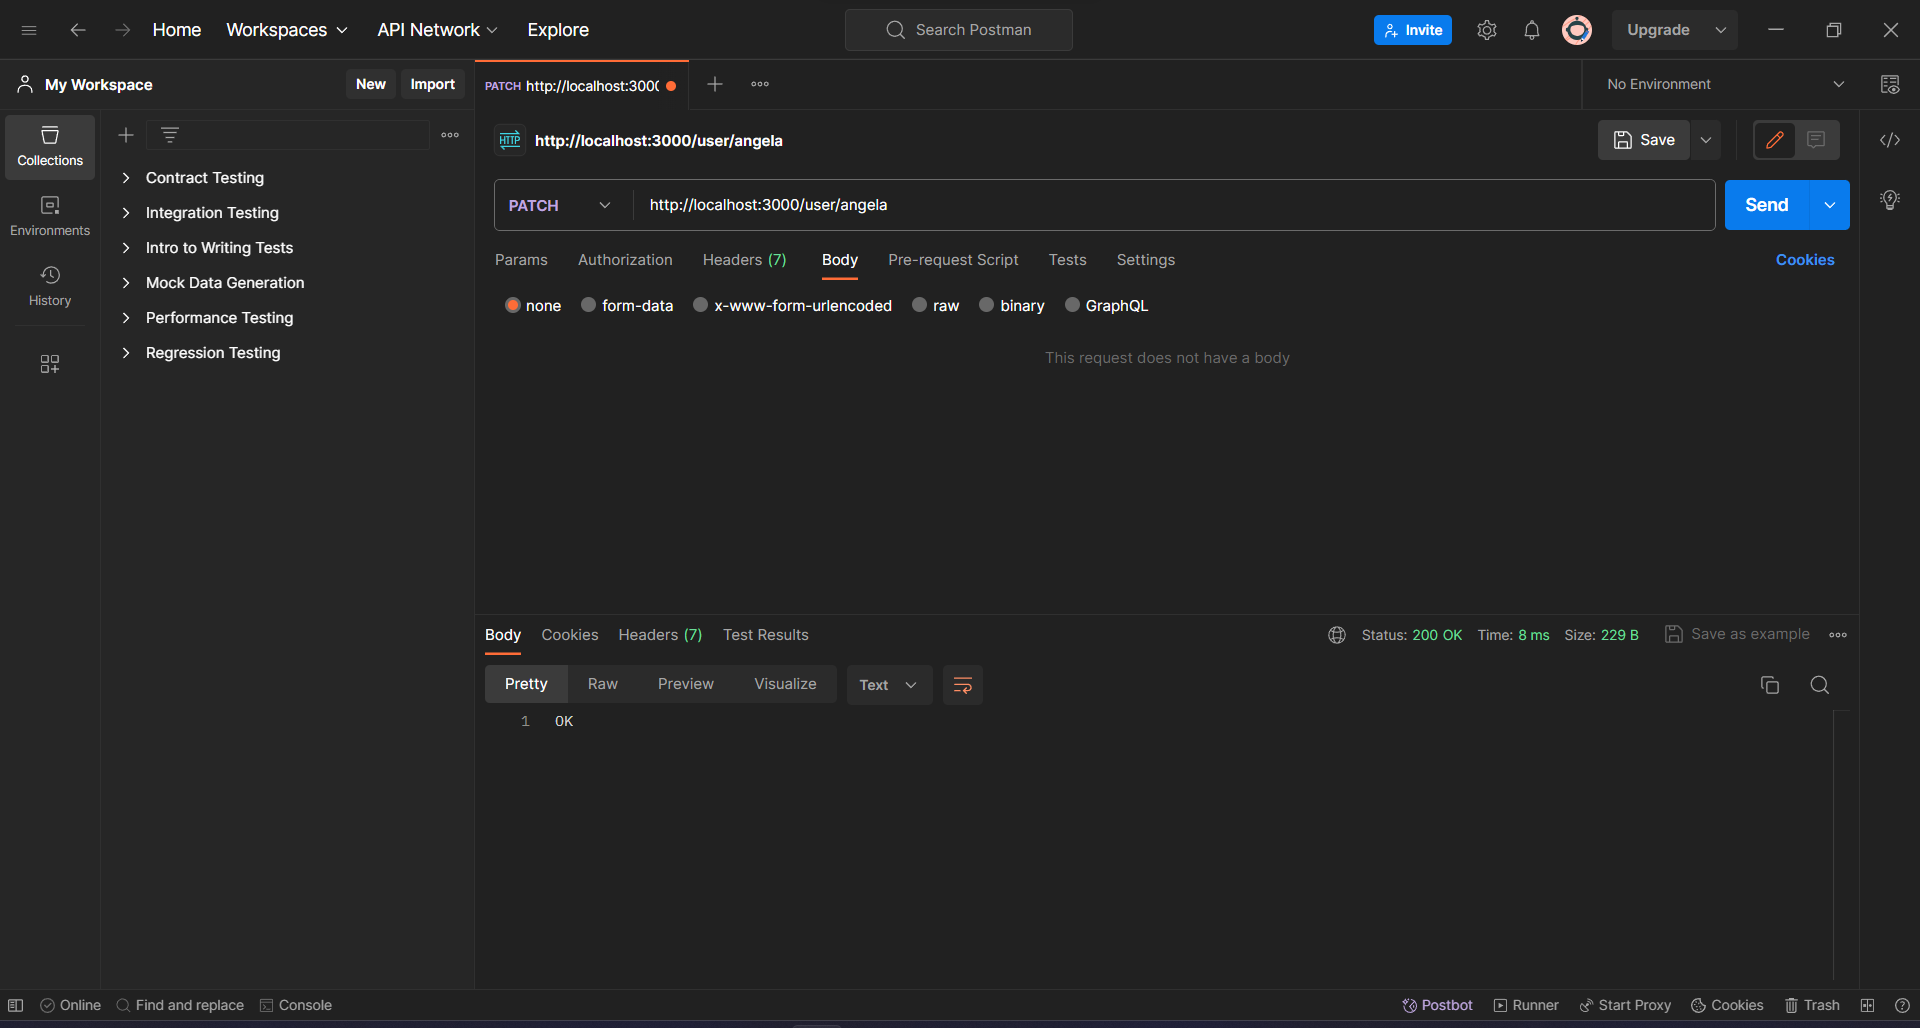 Home Workspaces API Network Explore Search Postman Invite Upgrade
My Workspace New Import PATCH http://localhost:300 No Environment
HTTP http://localhost:3000/user/angela Save
Collections
Environments
History
Contract Testing
Integration Testing
Intro to Writing Tests
Mock Data Generation
Performance Testing
Regression Testing
PATCH http://localhost:3000/user/angela Send
Params Authorization Headers (7) Body Pre-request Script Tests Settings Cookies
none form-data x-www-form-urlencoded raw binary GraphQL
This request does not have a body
Body Cookies Headers (7) Test Results Status: 200 OK Time: 8 ms Size: 229 B Save as example
Pretty Raw Preview Visualize Text
1 OK
Online Find and replace Console Postbot Runner Start Proxy Cookies Trash